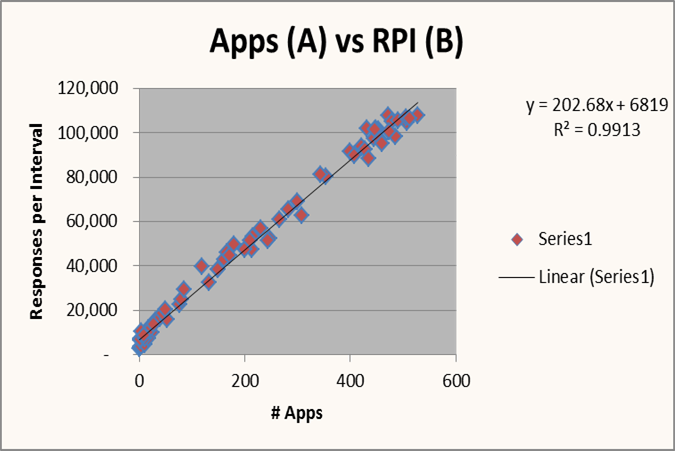 Apps (A) vs RPI (B)
120,000
100,000
80,000
60,000
40,000
20,000
-
Responses per Interval
0 200 400 600
# Apps
y = 202.68x + 6819
R² = 0.9913
Series1
Linear (Series1)